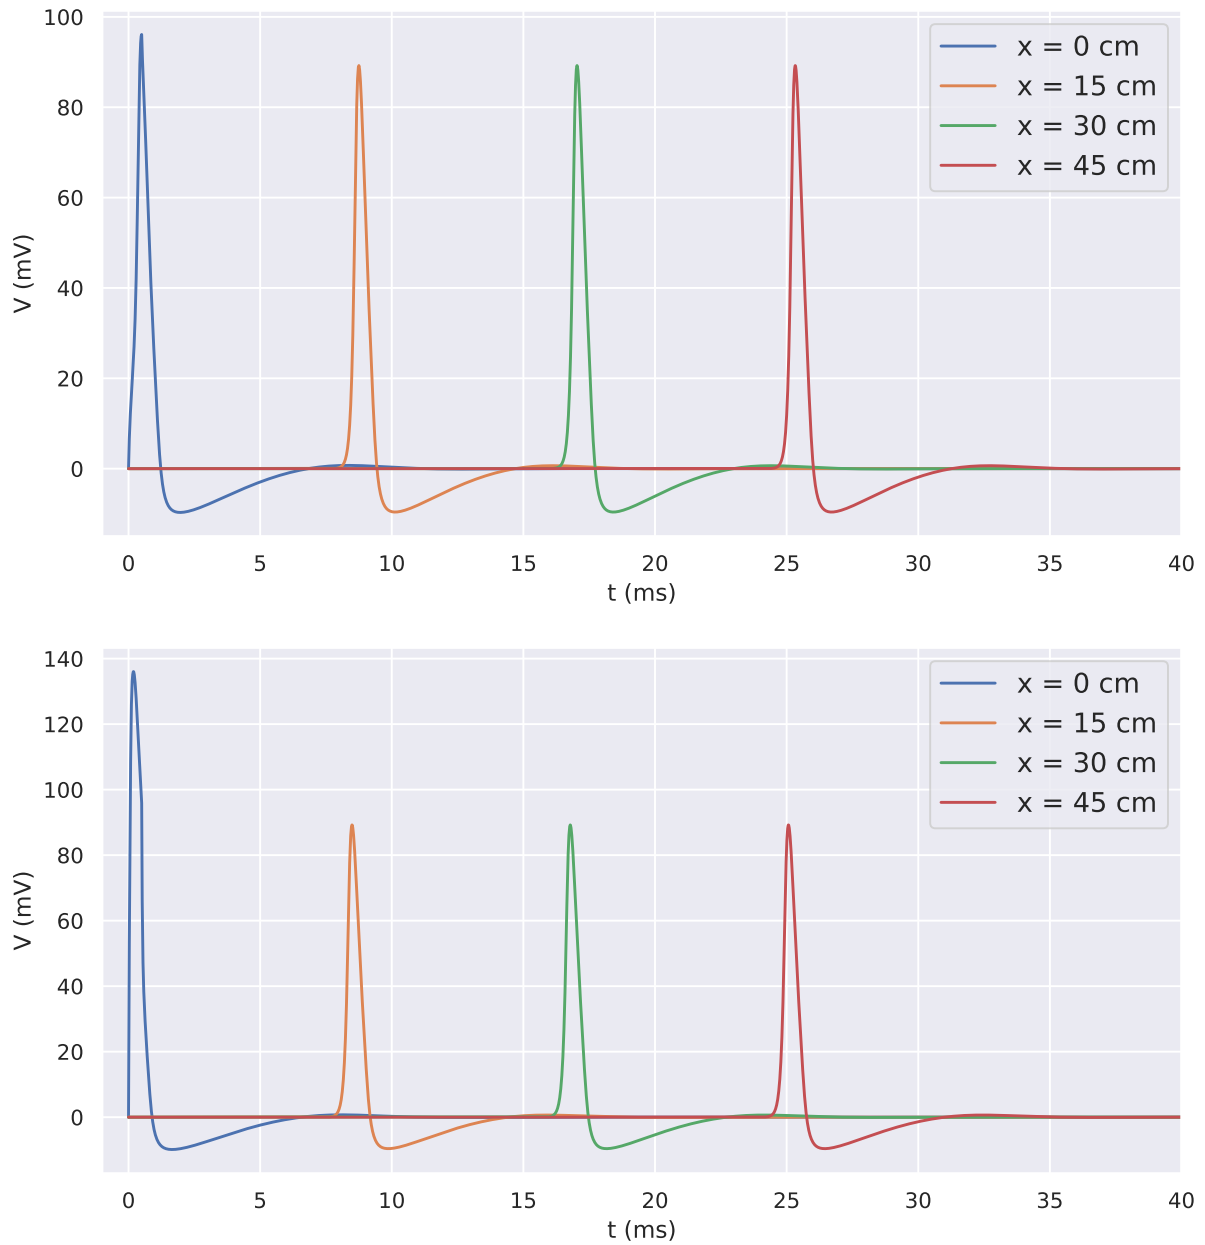 100
80
60
40
20
0
V (mV)
x = 0 cm
x = 15 cm
x = 30 cm
x = 45 cm
0 5 10 15 20 25 30 35 40
t (ms)
140
120
100
80
60
40
20
0
V (mV)
x = 0 cm
x = 15 cm
x = 30 cm
x = 45 cm
0 5 10 15 20 25 30 35 40
t (ms)